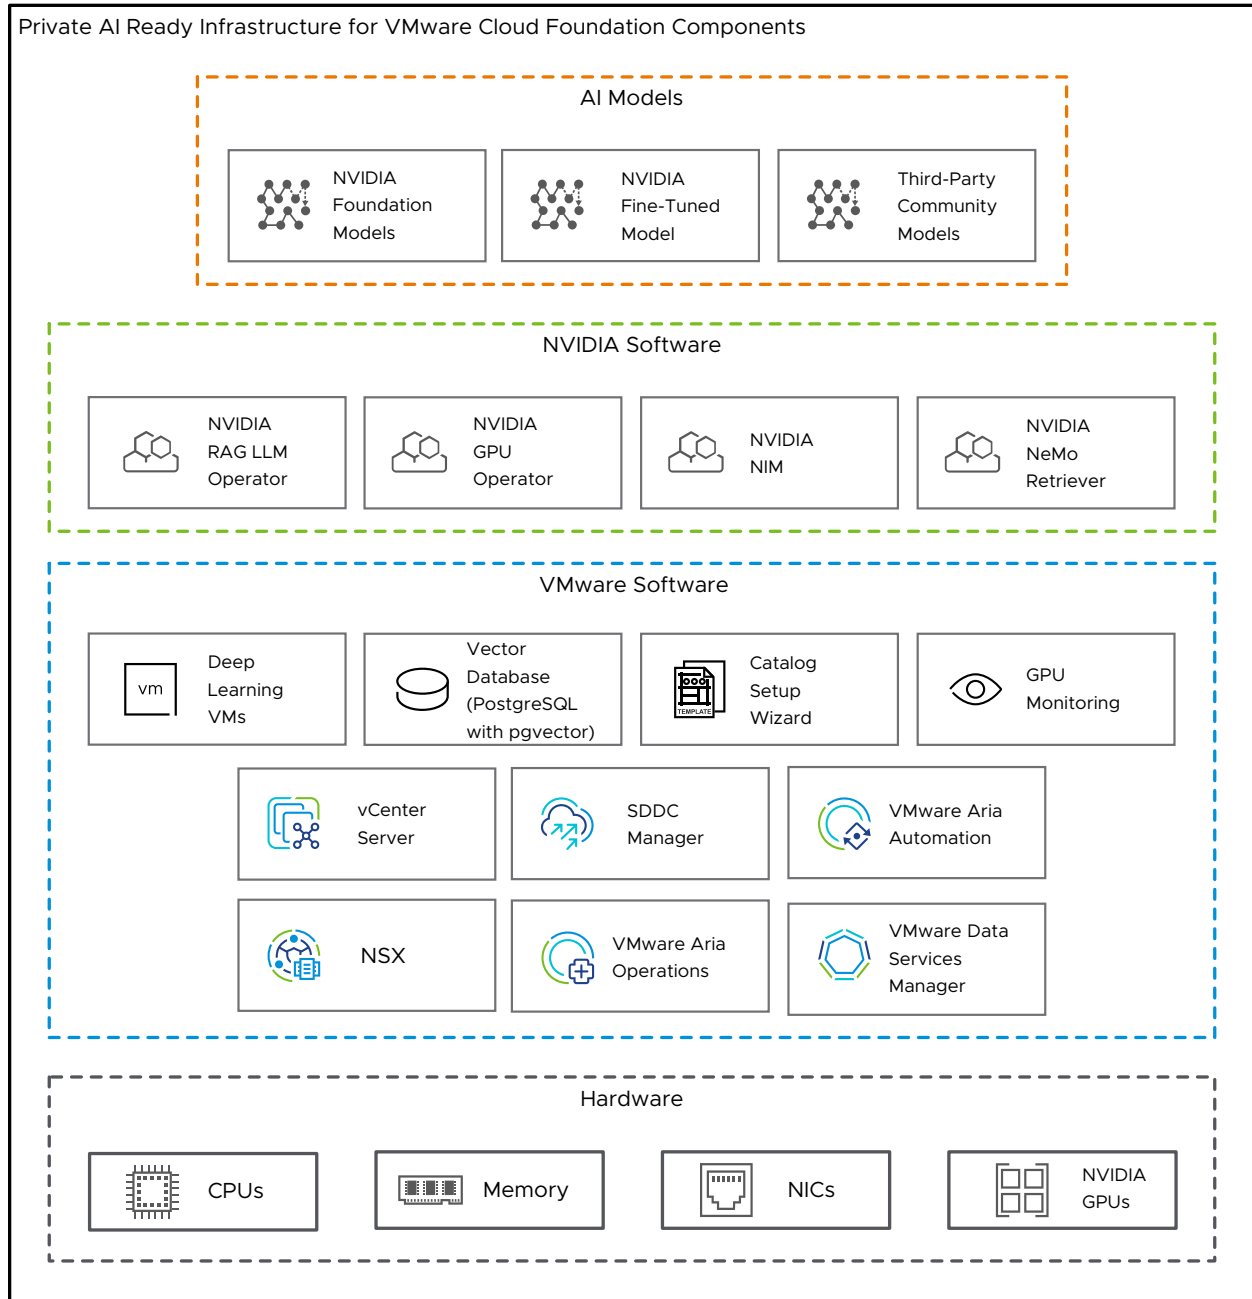 Private AI Ready Infrastructure for VMware Cloud Foundation Components
AI Models
NVIDIA
Foundation
Models
NVIDIA
Fine-Tuned
Model
Third-Party
Community
Models
NVIDIA Software
NVIDIA
RAG LLM
Operator
NVIDIA
GPU
Operator
NVIDIA
NIM
NVIDIA
NeMo
Retriever
VMware Software
vm
Deep
Learning
VMs
Vector
Database
(PostgreSQL
with pgvector)
TEMPLATE
Catalog
Setup
Wizard
GPU
Monitoring
vCenter
Server
SDDC
Manager
VMware Aria
Automation
NSX
VMware Aria
Operations
VMware Data
Services
Manager
Hardware
CPUs
Memory
NICs
NVIDIA
GPUs